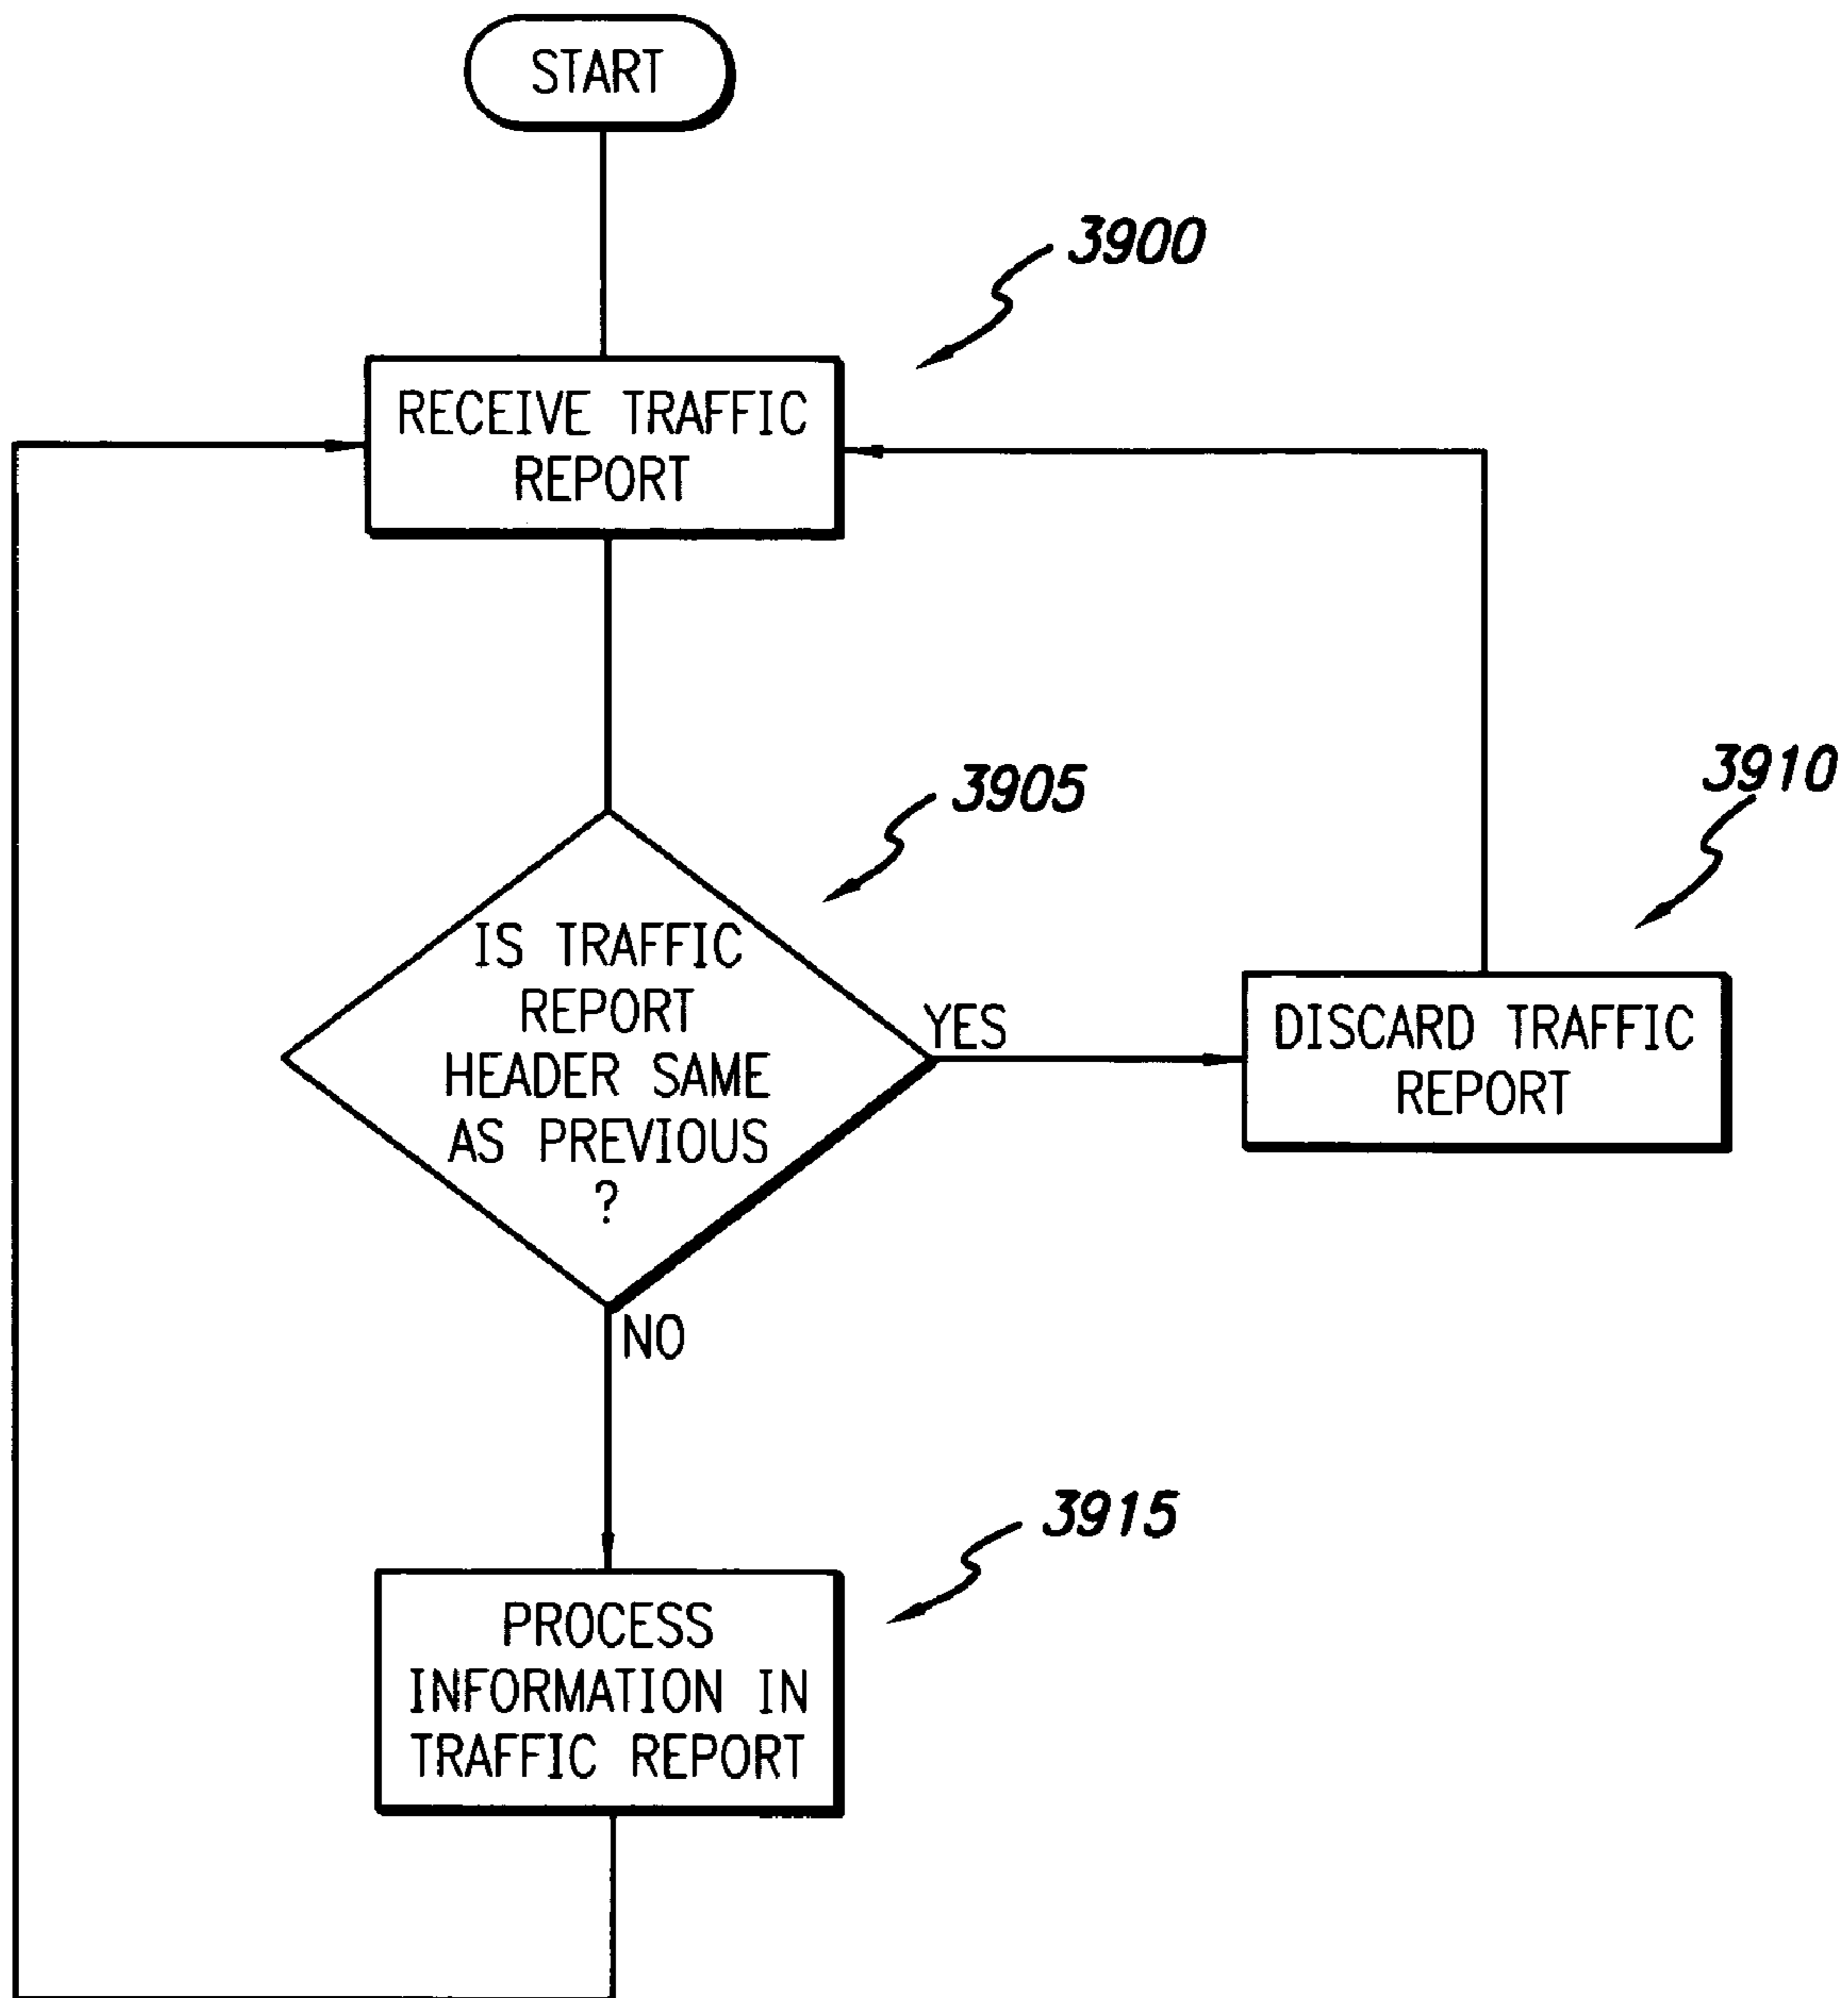 START
3900
RECEIVE TRAFFIC
REPORT
3905
3910
IS TRAFFIC
REPORT
HEADER SAME
AS PREVIOUS
?
YES
DISCARD TRAFFIC
REPORT
NO
3915
PROCESS
INFORMATION IN
TRAFFIC REPORT